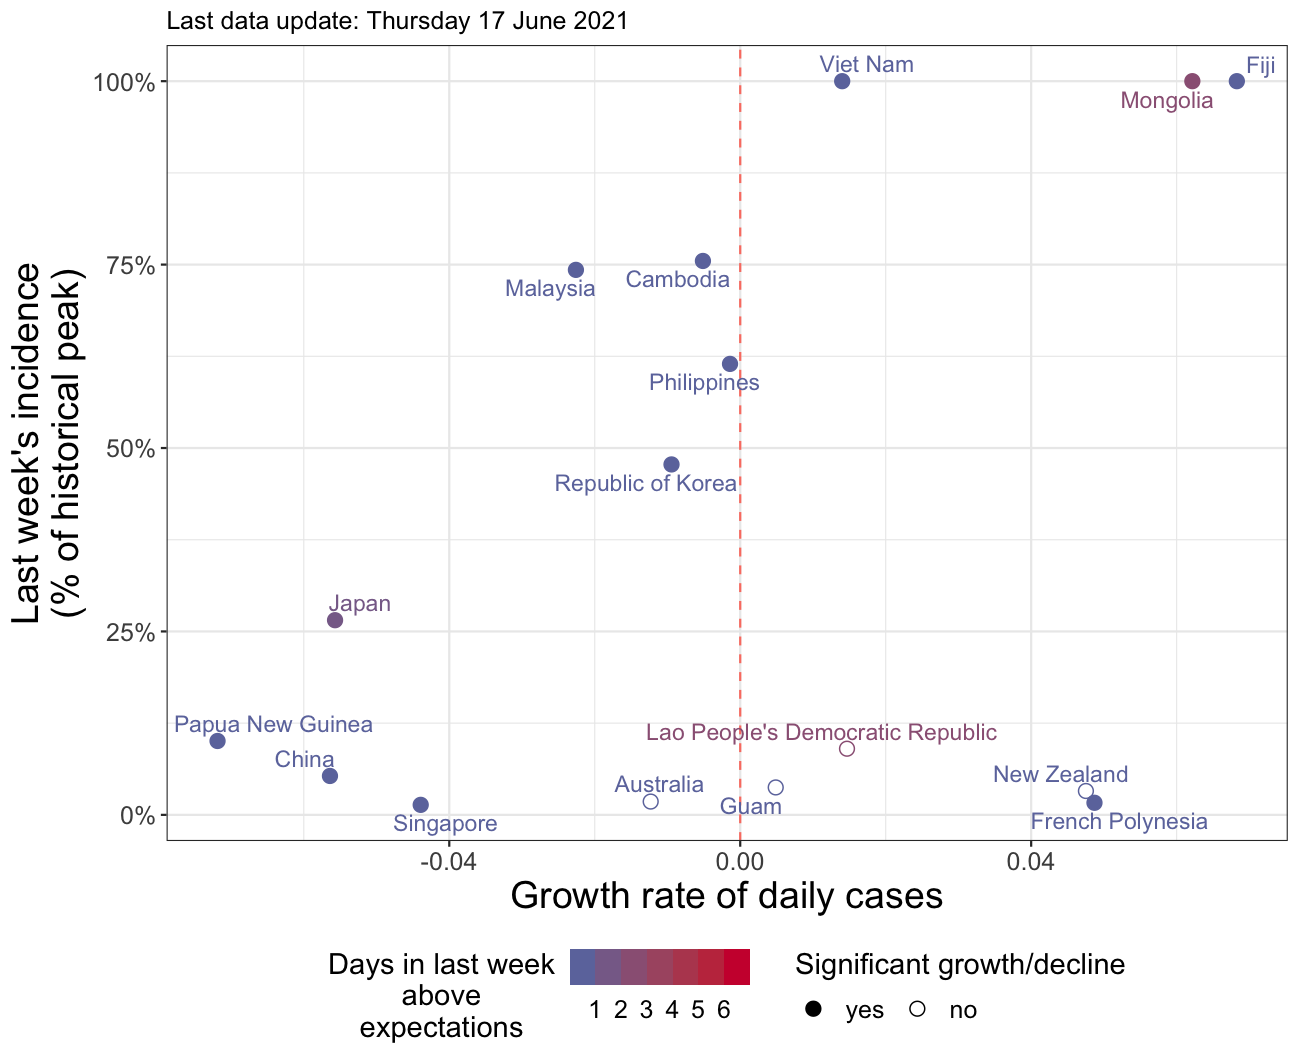 Last data update: Thursday 17 June 2021
Last week's incidence
(% of historical peak)
100%
75%
50%
25%
0%
Viet Nam
Fiji
Mongolia
Malaysia
Cambodia
Philippines
Republic of Korea
Japan
Papua New Guinea
China
Singapore
Lao People's Democratic Republic
Australia
Guam
New Zealand
French Polynesia
-0.04 0.00 0.04
Growth rate of daily cases
Days in last week
above
expectations
1 2 3 4 5 6
Significant growth/decline
yes no